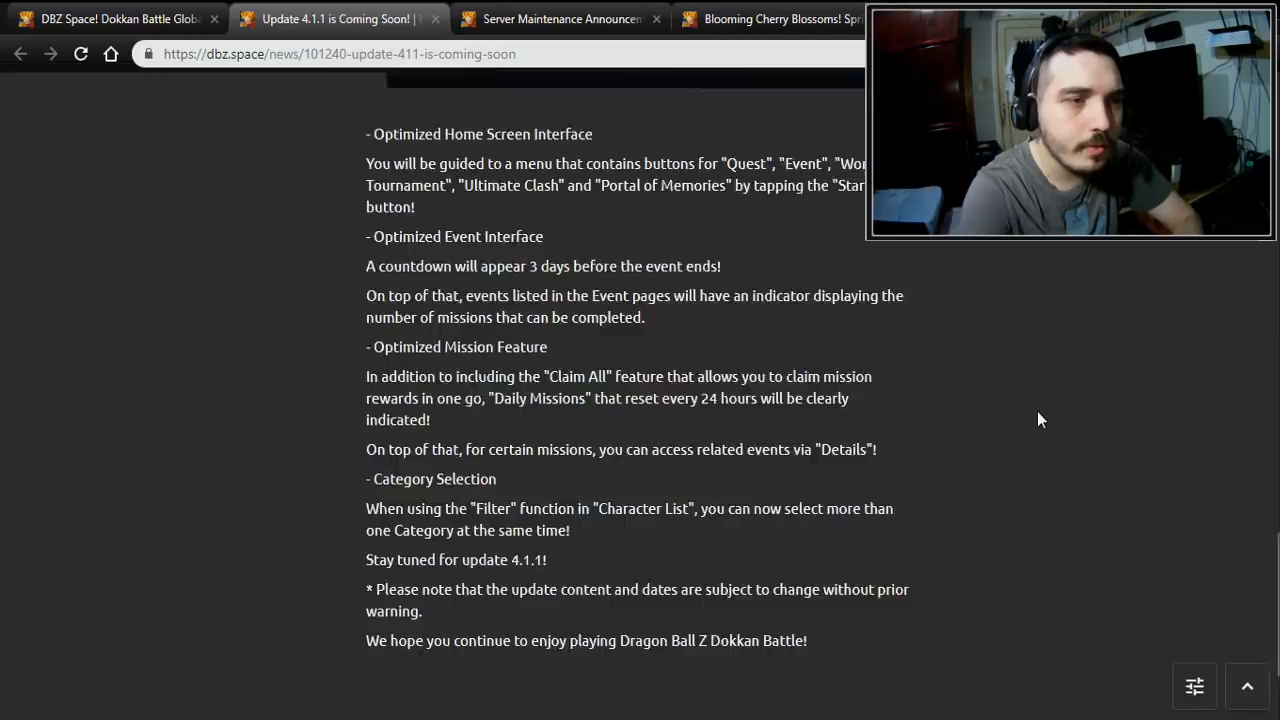 DBZ Space! Dokkan Battle Globa
Update 4.1.1 is Coming Soon! |
Server Maintenance Announcem
Blooming Cherry Blossoms! Spri
https://dbz.space/news/101240-update-411-is-coming-soon
- Optimized Home Screen Interface
You will be guided to a menu that contains buttons for "Quest", "Event", "Wor
Tournament", "Ultimate Clash" and "Portal of Memories" by tapping the "Star
button!
- Optimized Event Interface
A countdown will appear 3 days before the event ends!
On top of that, events listed in the Event pages will have an indicator displaying the
number of missions that can be completed.
- Optimized Mission Feature
In addition to including the "Claim All" feature that allows you to claim mission
rewards in one go, "Daily Missions" that reset every 24 hours will be clearly
indicated!
On top of that, for certain missions, you can access related events via "Details"!
- Category Selection
When using the "Filter" function in "Character List", you can now select more than
one Category at the same time!
Stay tuned for update 4.1.1!
* Please note that the update content and dates are subject to change without prior
warning.
We hope you continue to enjoy playing Dragon Ball Z Dokkan Battle!